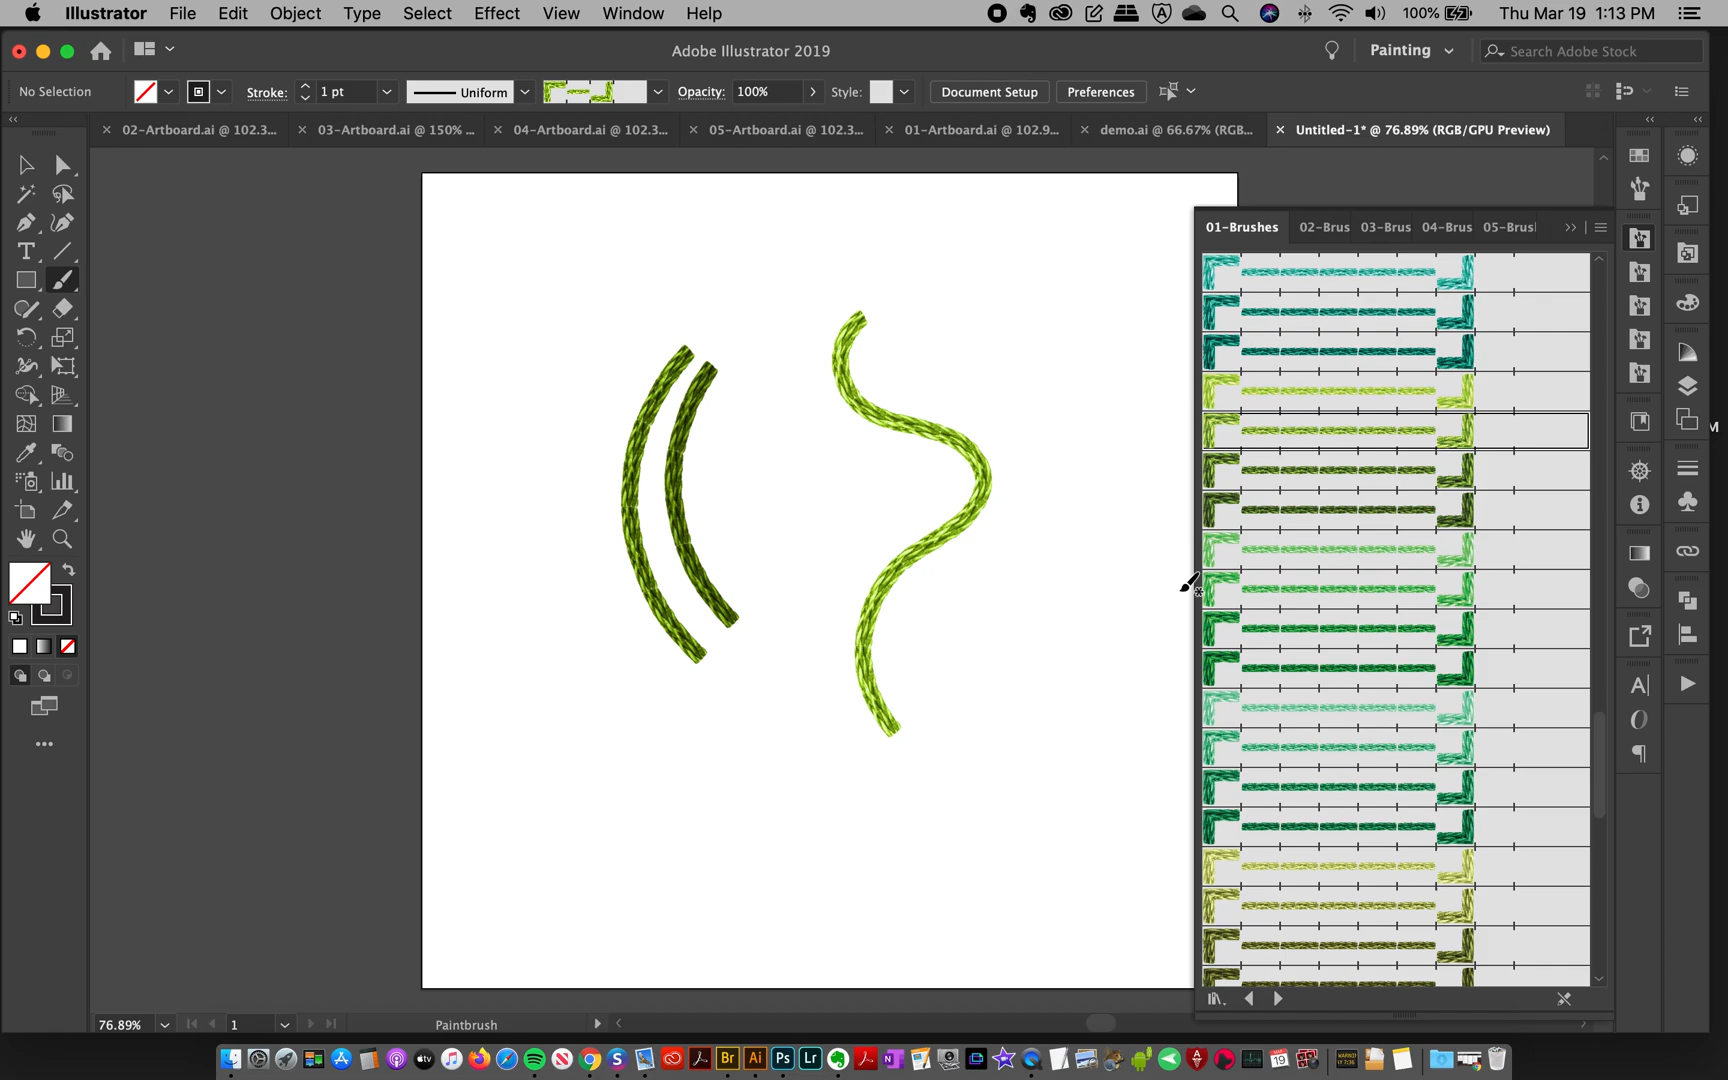 Illustrator File Edit Object Type Select Effect View Window Help 100% Thu Mar 19 1:13 PM
Adobe Illustrator 2019 Painting Search Adobe Stock
No Selection Stroke: 1 pt Uniform Opacity: 100% Style: Document Setup Preferences
02-Artboard.ai @ 102.3... 03-Artboard.ai @ 150% ... 04-Artboard.ai @ 102.3... 05-Artboard.ai @ 102.3... 01-Artboard.ai @ 102.9... demo.ai @ 66.67% (RGB... Untitled-1* @ 76.89% (RGB/GPU Preview)
01-Brushes 02-Brus 03-Brus 04-Brus 05-Brus
76.89% 1 Paintbrush